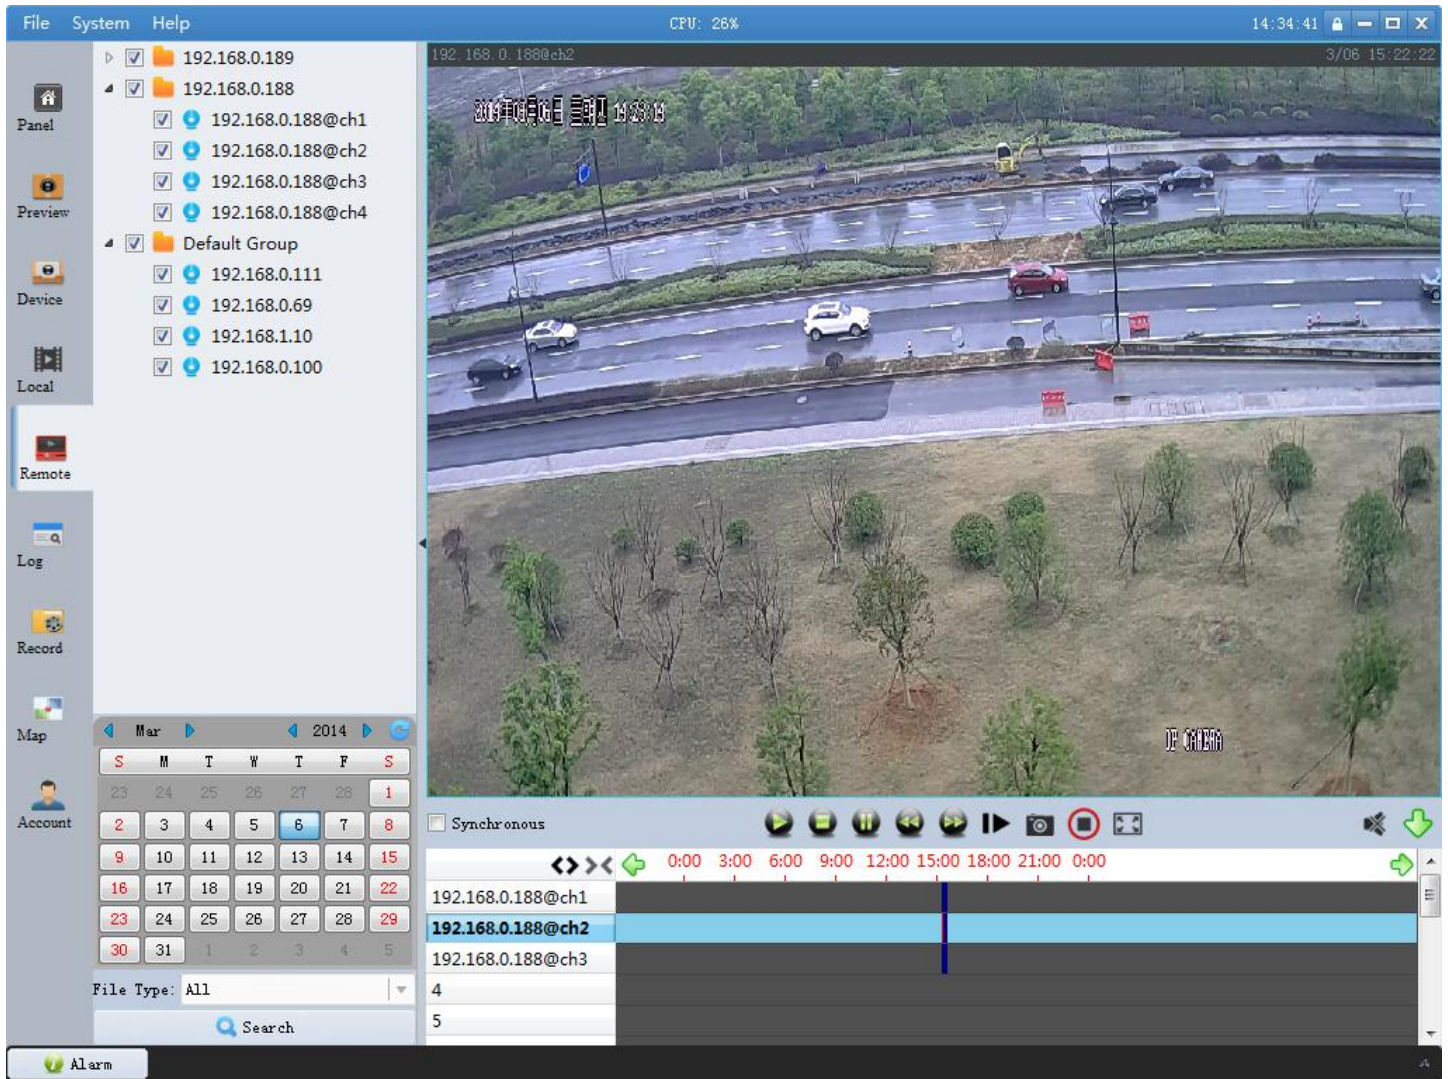 File System Help CPU: 26% 14:34:41
192.168.0.189
192.168.0.188
192.168.0.188@ch1
192.168.0.188@ch2
192.168.0.188@ch3
192.168.0.188@ch4
Default Group
192.168.0.111
192.168.0.69
192.168.1.10
192.168.0.100
Panel
Preview
Device
Local
Remote
Log
Record
Map
Account
192.168.0.188@ch2 3/06 15:22:22
IP CAMERA
Mar 2014
S M T W T F S
23 24 25 26 27 28 1
2 3 4 5 6 7 8
9 10 11 12 13 14 15
16 17 18 19 20 21 22
23 24 25 26 27 28 29
30 31 1 2 3 4 5
File Type: All
Search
Synchronous
0:00 3:00 6:00 9:00 12:00 15:00 18:00 21:00 0:00
192.168.0.188@ch1
192.168.0.188@ch2
192.168.0.188@ch3
4
5
Alarm